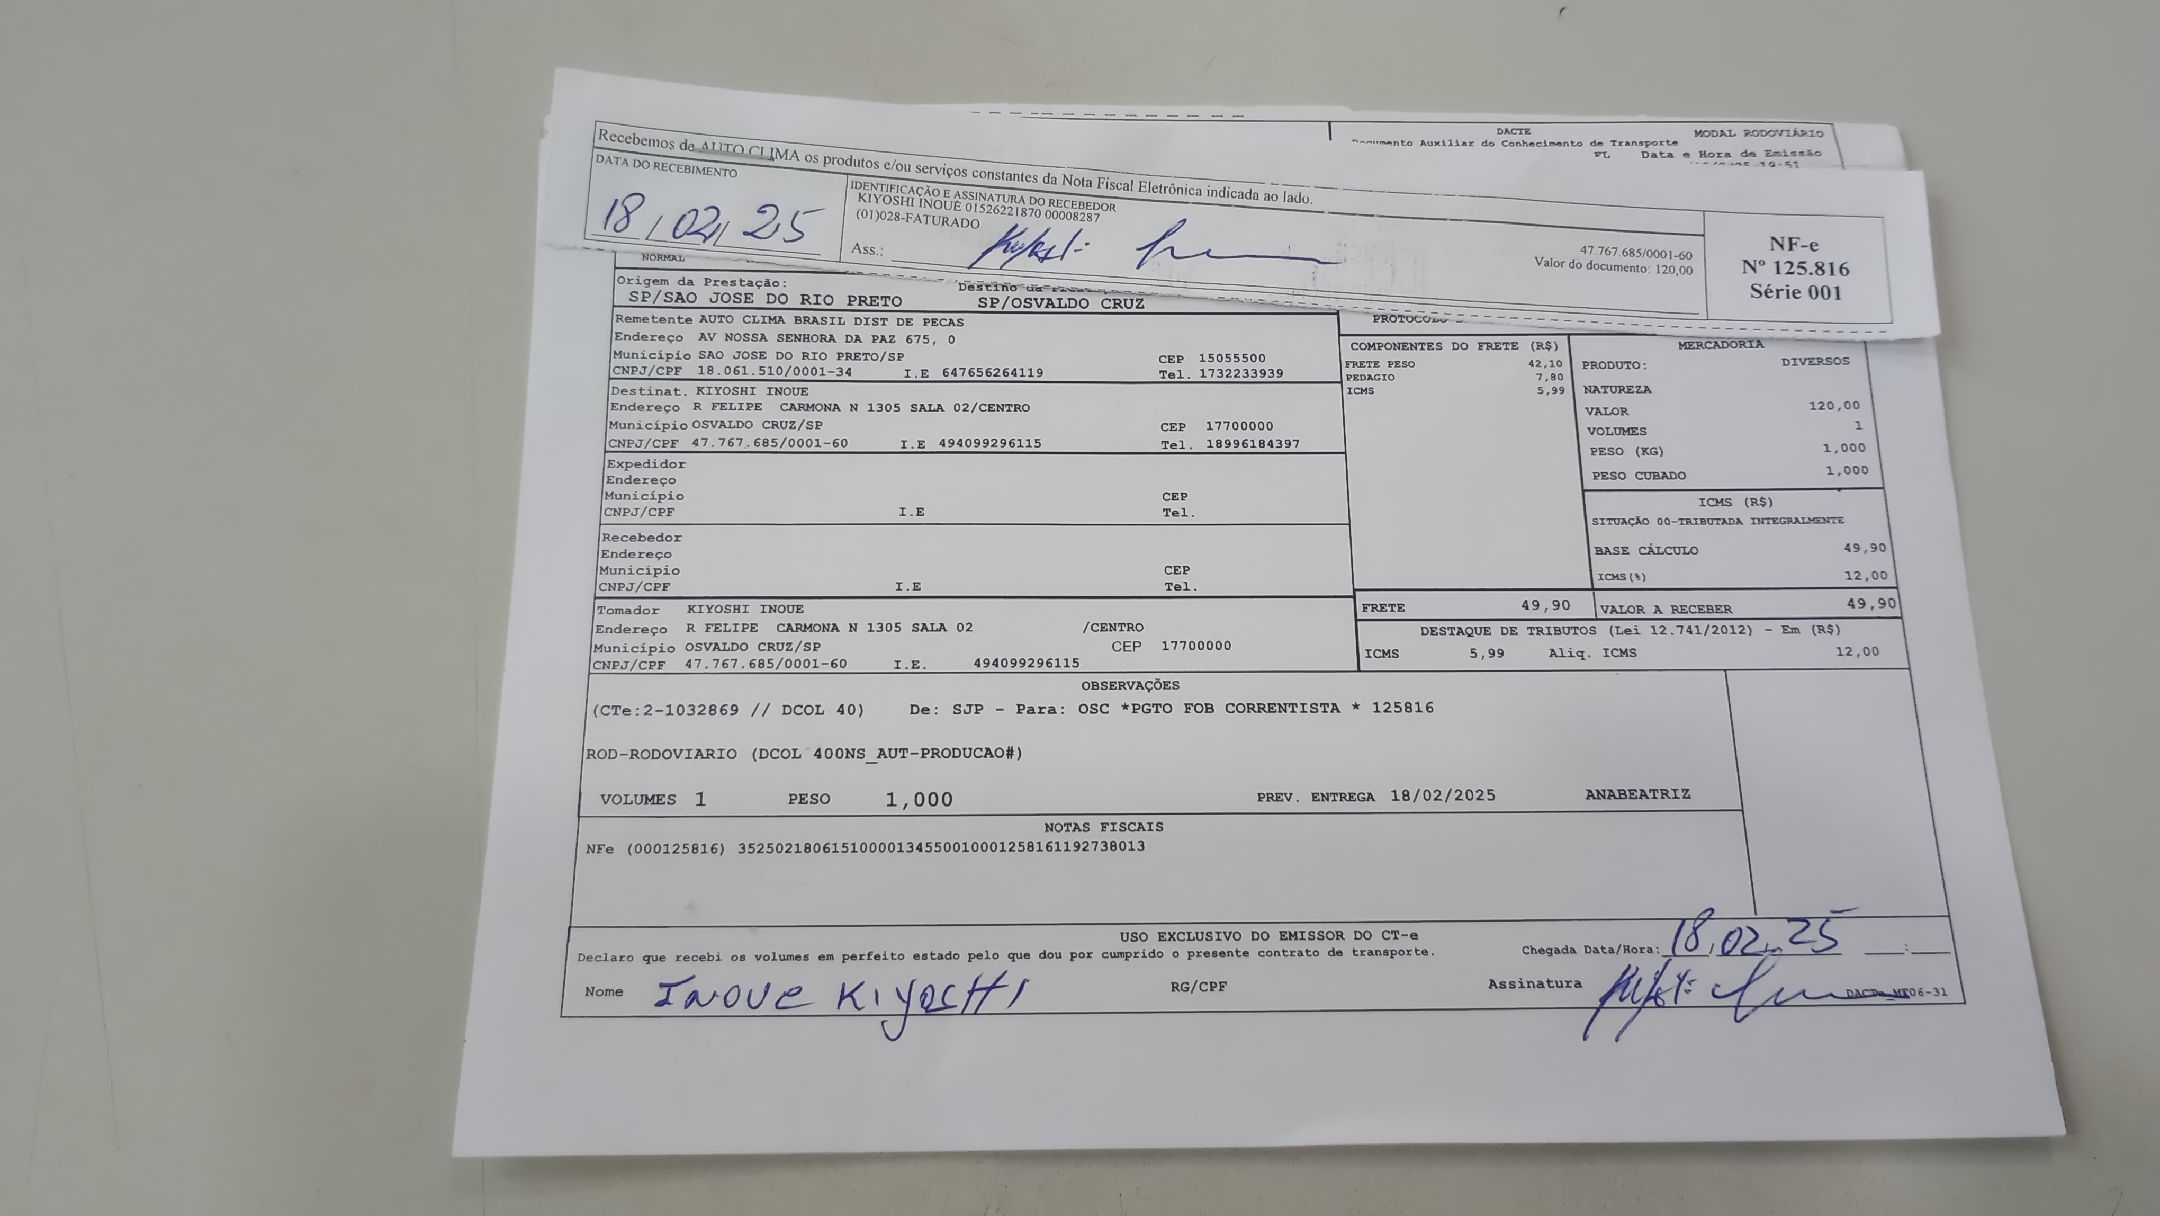 DACTE
MODAL RODOVIÁRIO
Auxiliar do Conhecimento de Transporte
Data e Hora de Emissão
Recebemos de AUTO CLIMA os produtos e/ou serviços constantes da Nota Fiscal Eletrônica indicada ao lado.
DATA DO RECEBIMENTO
18/02/25
IDENTIFICAÇÃO E ASSINATURA DO RECEBEDOR
KIYOSHI INOUE 01526221870 00008287
(01)028-FATURADO
Ass.:
47.767.685/0001-60
Valor do documento: 120,00
NF-e
Nº 125.816
Série 001
NORMAL
Origem da Prestação:
SP/SAO JOSE DO RIO PRETO
Destino da
SP/OSVALDO CRUZ
Remetente AUTO CLIMA BRASIL DIST DE PECAS
Endereço AV NOSSA SENHORA DA PAZ 675, 0
Município SAO JOSE DO RIO PRETO/SP CEP 15055500
CNPJ/CPF 18.061.510/0001-34 I.E 647656264119 Tel. 1732233939
Destinat. KIYOSHI INOUE
Endereço R FELIPE CARMONA N 1305 SALA 02/CENTRO
Município OSVALDO CRUZ/SP CEP 17700000
CNPJ/CPF 47.767.685/0001-60 I.E 494099296115 Tel. 18996184397
Expedidor
Endereço
Município CEP
CNPJ/CPF I.E Tel.
Recebedor
Endereço
Município CEP
CNPJ/CPF I.E Tel.
Tomador KIYOSHI INOUE
Endereço R FELIPE CARMONA N 1305 SALA 02 /CENTRO
Município OSVALDO CRUZ/SP CEP 17700000
CNPJ/CPF 47.767.685/0001-60 I.E. 494099296115
PROTOCOLO
COMPONENTES DO FRETE (R$)
FRETE PESO 42,10
PEDAGIO 7,80
ICMS 5,99
MERCADORIA
PRODUTO: DIVERSOS
NATUREZA
VALOR 120,00
VOLUMES 1
PESO (KG) 1,000
PESO CUBADO 1,000
ICMS (R$)
SITUAÇÃO 00-TRIBUTADA INTEGRALMENTE
BASE CÁLCULO 49,90
ICMS(%) 12,00
FRETE 49,90 VALOR A RECEBER 49,90
DESTAQUE DE TRIBUTOS (Lei 12.741/2012) - Em (R$)
ICMS 5,99 Aliq. ICMS 12,00
OBSERVAÇÕES
(CTe:2-1032869 // DCOL 40) De: SJP - Para: OSC *PGTO FOB CORRENTISTA * 125816
ROD-RODOVIARIO (DCOL 400NS_AUT-PRODUCAO#)
VOLUMES 1 PESO 1,000 PREV. ENTREGA 18/02/2025 ANABEATRIZ
NOTAS FISCAIS
NFe (000125816) 35250218061510000134550010001258161192738013
USO EXCLUSIVO DO EMISSOR DO CT-e
Declaro que recebi os volumes em perfeito estado pelo que dou por cumprido o presente contrato de transporte.
Chegada Data/Hora: 18/02/25
Nome INOUE KIYOCHI RG/CPF Assinatura